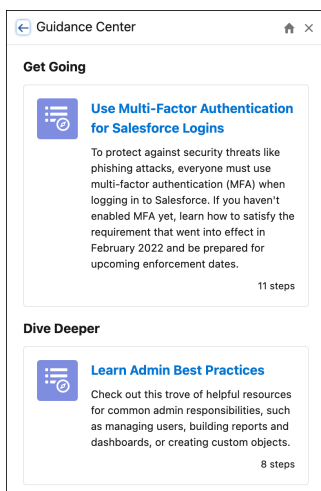 Guidance Center
Get Going
Use Multi-Factor Authentication
for Salesforce Logins
To protect against security threats like
phishing attacks, everyone must use
multi-factor authentication (MFA) when
logging in to Salesforce. If you haven't
enabled MFA yet, learn how to satisfy the
requirement that went into effect in
February 2022 and be prepared for
upcoming enforcement dates.
11 steps
Dive Deeper
Learn Admin Best Practices
Check out this trove of helpful resources
for common admin responsibilities, such
as managing users, building reports and
dashboards, or creating custom objects.
8 steps